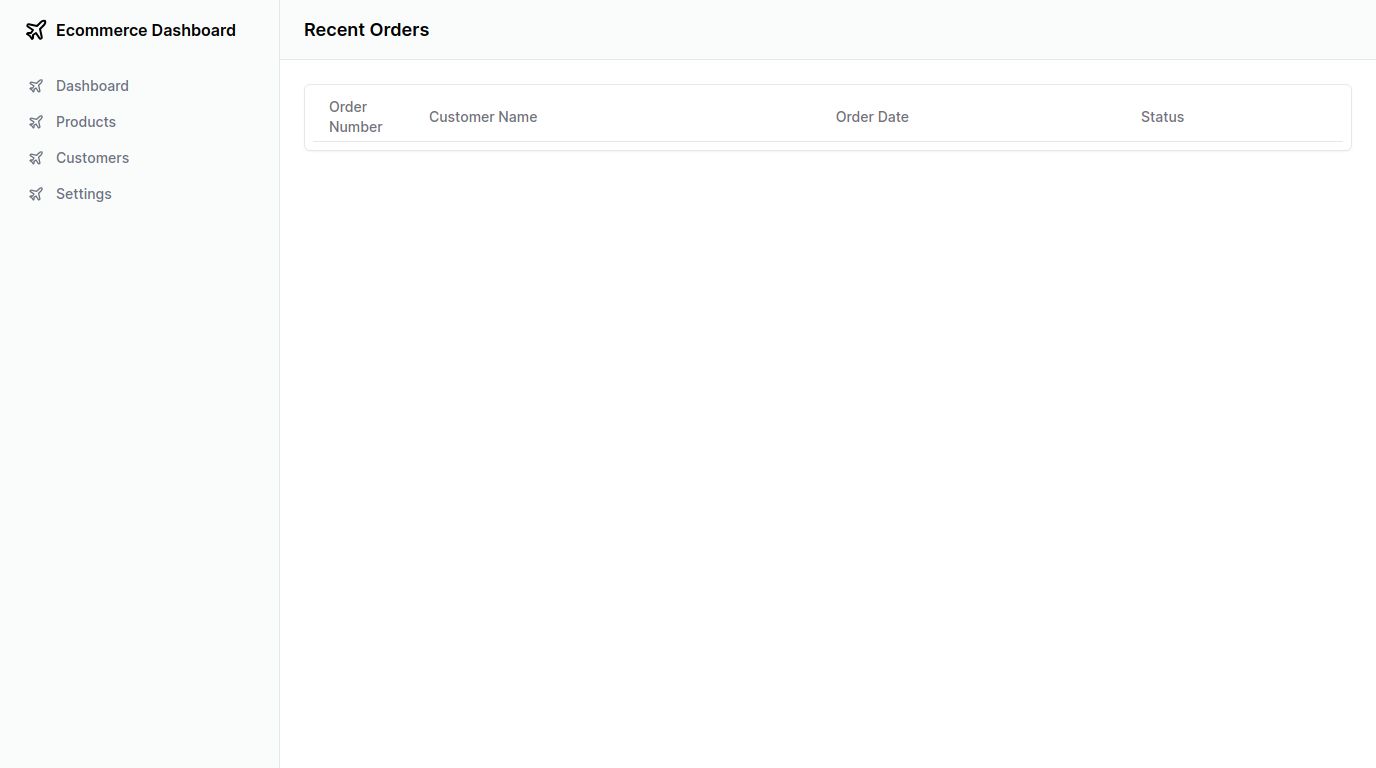 Ecommerce Dashboard
Dashboard
Products
Customers
Settings
Recent Orders
Order
Number
Customer Name
Order Date
Status